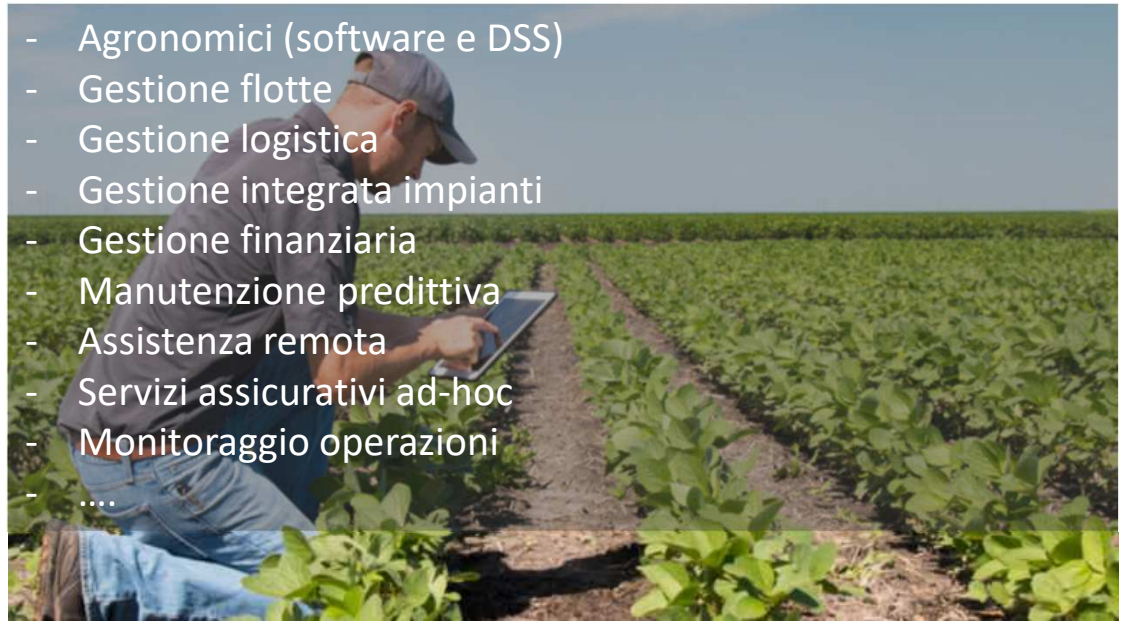 - Agronomici (software e DSS)
- Gestione flotte
- Gestione logistica
- Gestione integrata impianti
- Gestione finanziaria
- Manutenzione predittiva
- Assistenza remota
- Servizi assicurativi ad-hoc
- Monitoraggio operazioni
- ....